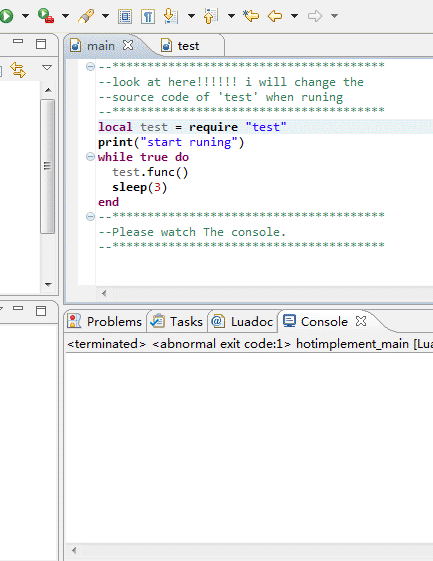 main
test
--*************************************
--look at here!!!!!! i will change the
--source code of 'test' when runing
--*************************************
local test = require "test"
print("start runing")
while true do
test.func()
sleep(3)
end
--*************************************
--Please watch The console.
--*************************************
Problems
Tasks
Luadoc
Console
<terminated> <abnormal exit code:1> hotimplement_main [Lua